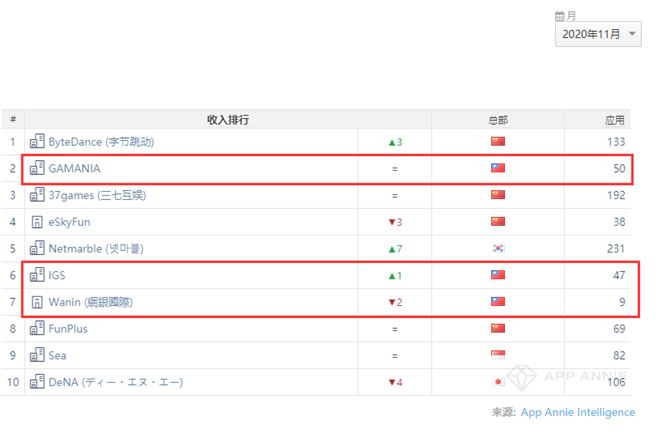 月
2020年11月
# 收入排行 总部 应用
1 ByteDance (字节跳动) ▲3 133
2 GAMANIA = 50
3 37games (三七互娱) = 192
4 eSkyFun ▼3 38
5 Netmarble (넷마블) ▲7 231
6 IGS ▲1 47
7 Wanin (網銀國際) ▼2 9
8 FunPlus = 69
9 Sea = 82
10 DeNA (ディー・エヌ・エー) ▼4 106
APP ANNIE
来源: App Annie Intelligence